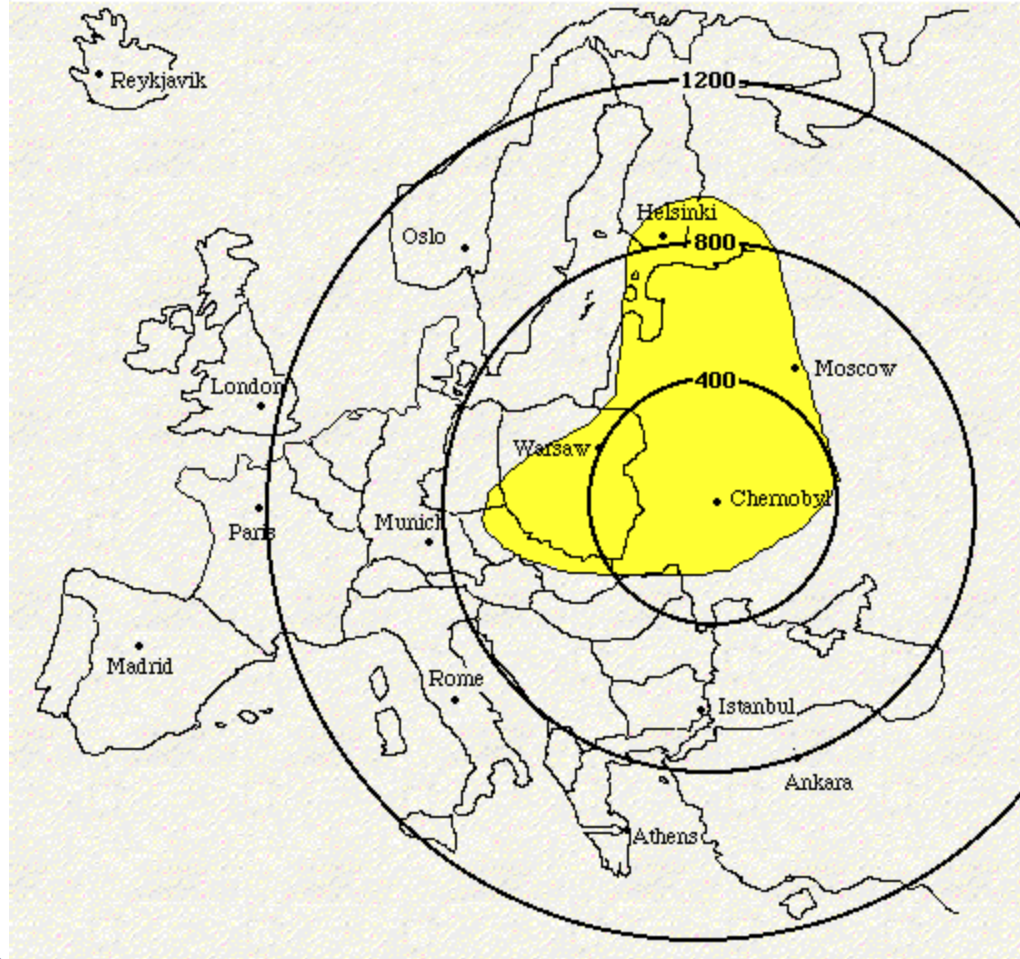 Reykjavik
1200
Helsinki
Oslo
800
Moscow
400
London
Warsaw
Chernobyl
Munich
Paris
Madrid
Rome
Istanbul
Ankara
Athens